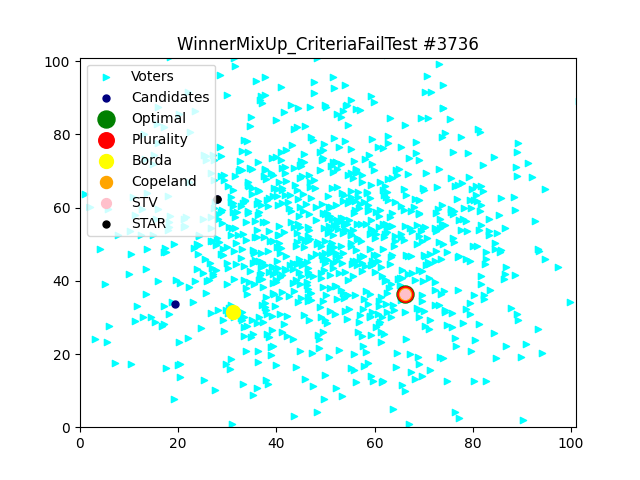 WinnerMixUp_CriteriaFailTest #3736
100
80
60
40
20
0
Voters
Candidates
Optimal
Plurality
Borda
Copeland
STV
STAR
0 20 40 60 80 100